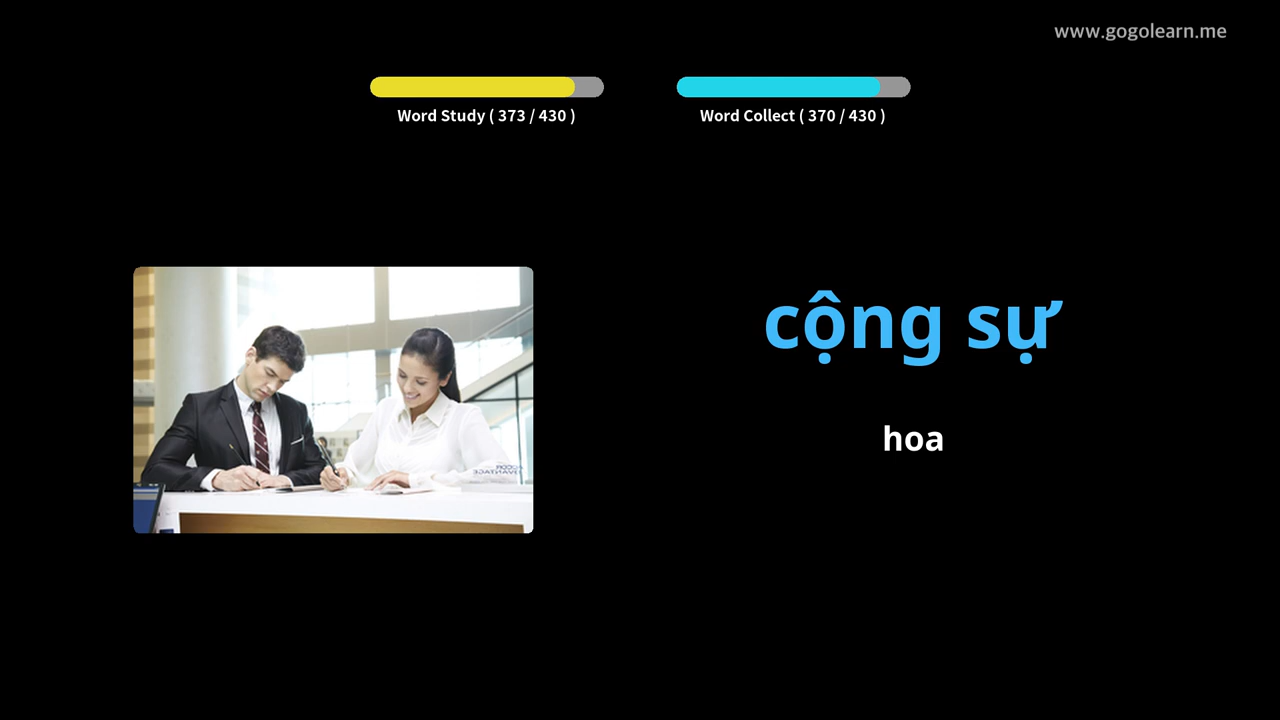 www.gogolearn.me
Word Study ( 373 / 430 )
Word Collect ( 370 / 430 )
cộng sự
hoa